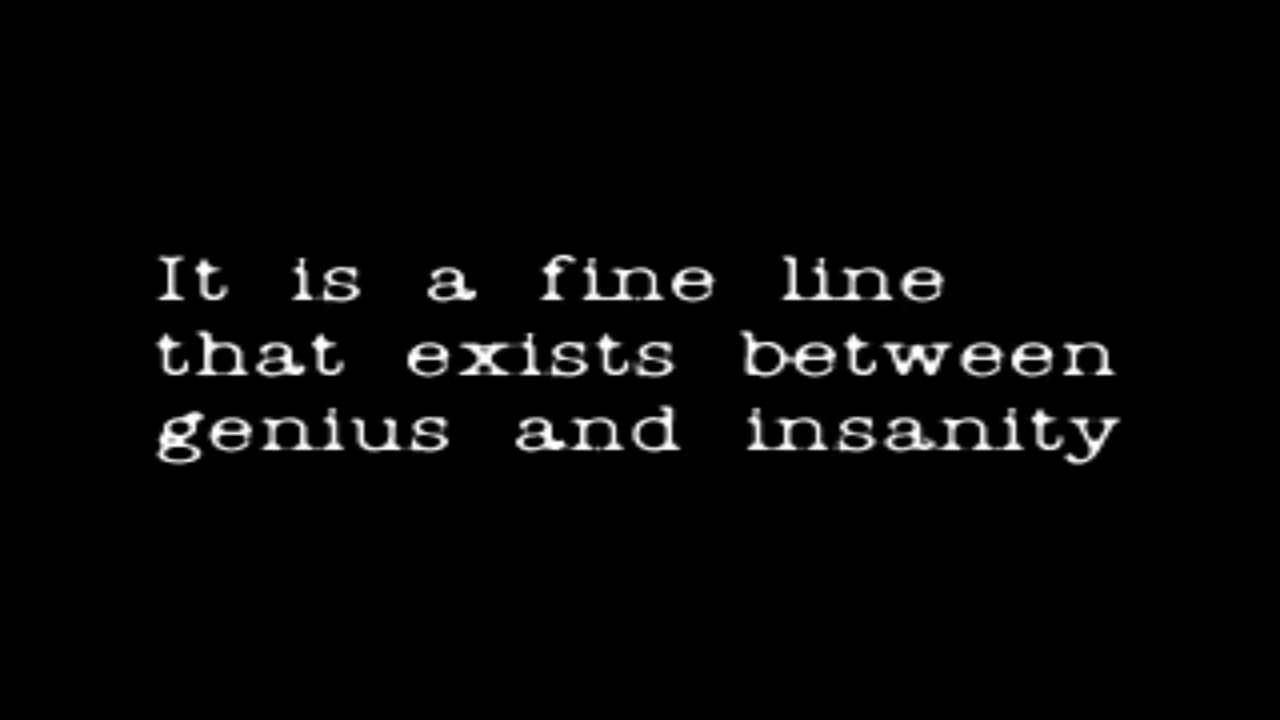 It is a fine line
that exists between
genius and insanity